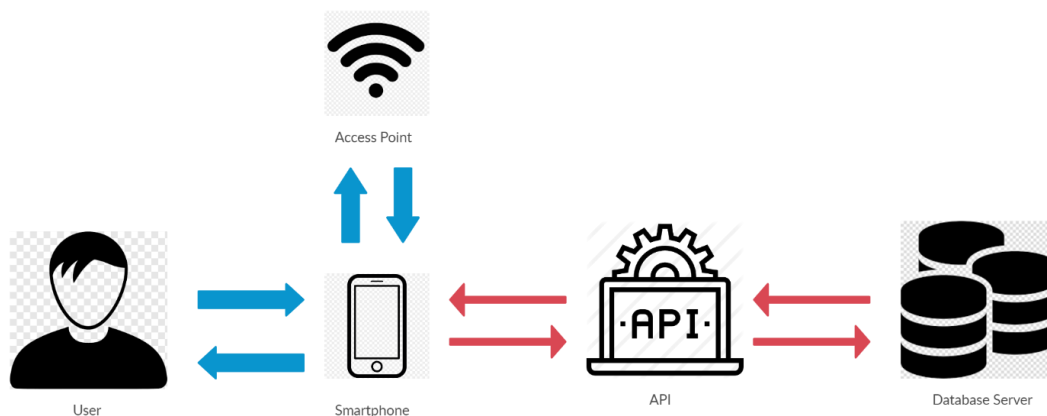 Access Point
·API·
User
Smartphone
API
Database Server